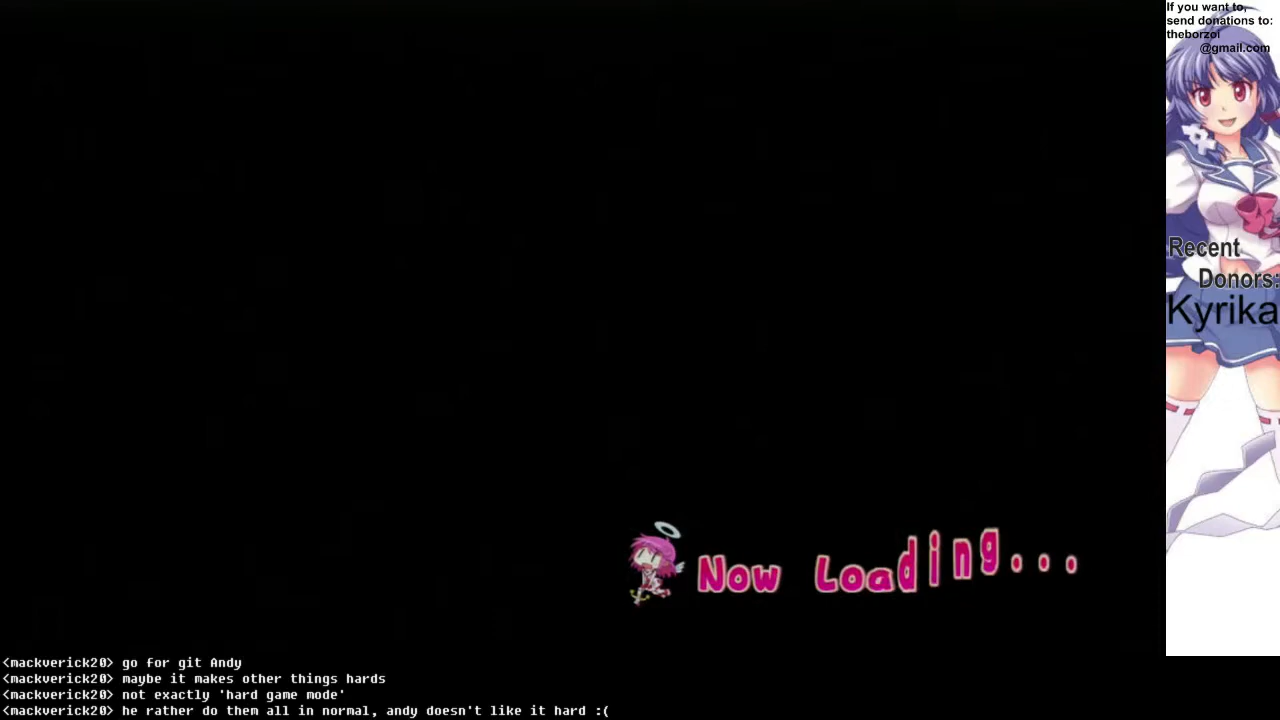 If you want to,
send donations to:
theborzoi
@gmail.com
Recent
Donors:
Kyrika
Now Loading...
<mackverick20> go for git Andy
<mackverick20> maybe it makes other things hards
<mackverick20> not exactly 'hard game mode'
<mackverick20> he rather do them all in normal, andy doesn't like it hard :(